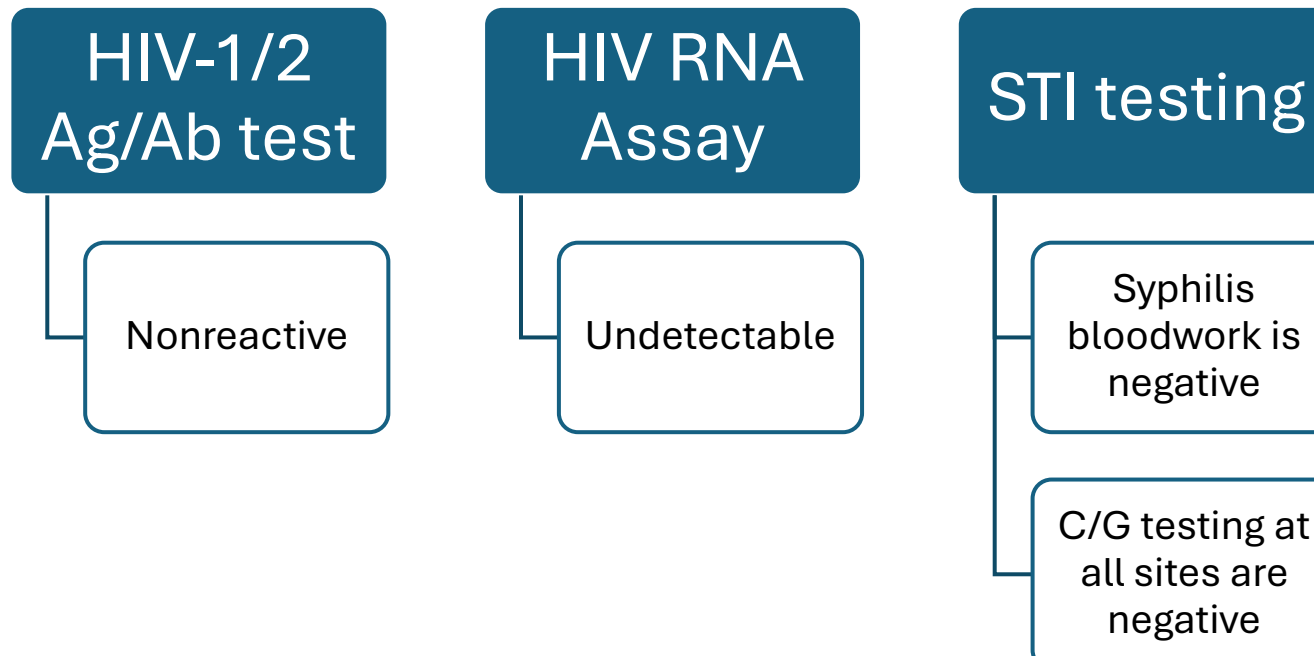 HIV-1/2
Ag/Ab test
Nonreactive
HIV RNA
Assay
Undetectable
STI testing
Syphilis
bloodwork is
negative
C/G testing at
all sites are
negative